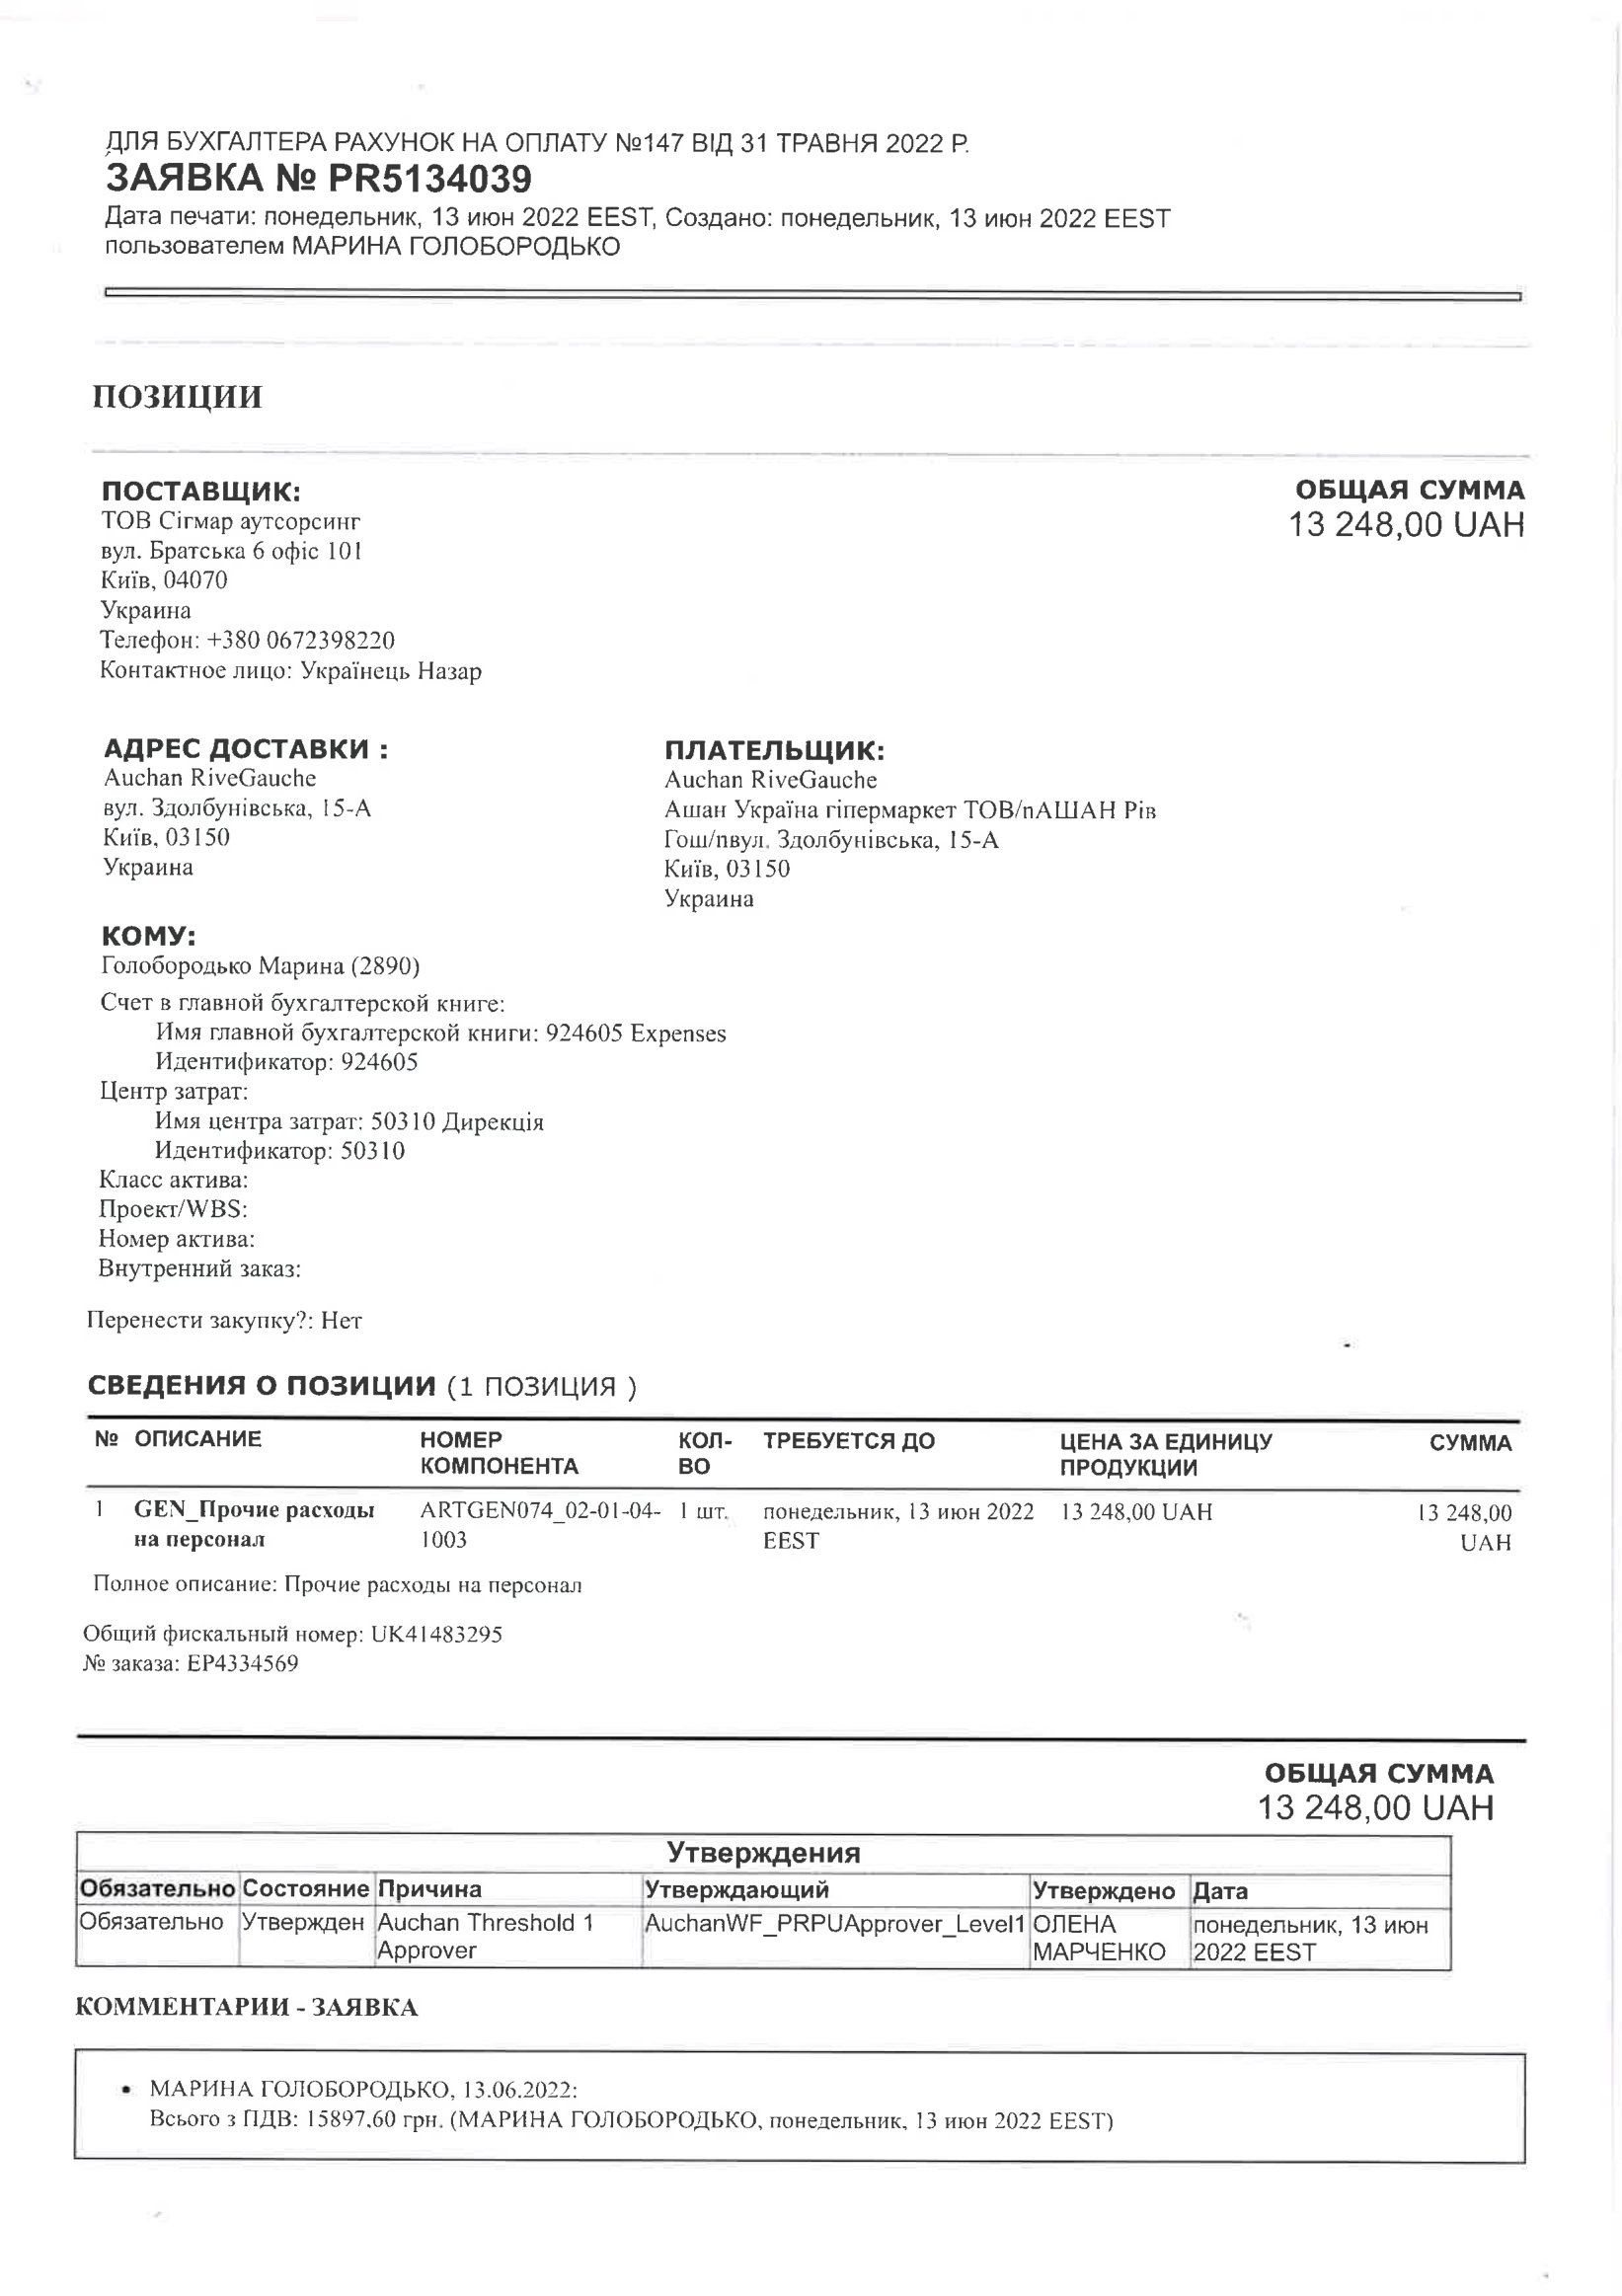 ДЛЯ БУХГАЛТЕРА РАХУНОК НА ОПЛАТУ №147 ВІД 31 ТРАВНЯ 2022 Р.
ЗАЯВКА № PR5134039
Дата печати: понедельник, 13 июн 2022 EEST, Создано: понедельник, 13 июн 2022 EEST
пользователем МАРИНА ГОЛОБОРОДЬКО
ПОЗИЦИИ
ПОСТАВЩИК:
ТОВ Сігмар аутсорсинг
вул. Братська 6 офіс 101
Київ, 04070
Украина
Телефон: +380 0672398220
Контактное лицо: Українець Назар
ОБЩАЯ СУММА
13 248,00 UAH
АДРЕС ДОСТАВКИ :
Auchan RiveGauche
вул. Здолбунівська, 15-А
Київ, 03150
Украина
ПЛАТЕЛЬЩИК:
Auchan RiveGauche
Ашан Україна гіпермаркет ТОВ/nАШАН Рів
Гош/nвул. Здолбунівська, 15-А
Київ, 03150
Украина
КОМУ:
Голобородько Марина (2890)
Счет в главной бухгалтерской книге:
Имя главной бухгалтерской книги: 924605 Expenses
Идентификатор: 924605
Центр затрат:
Имя центра затрат: 50310 Дирекція
Идентификатор: 50310
Класс актива:
Проект/WBS:
Номер актива:
Внутренний заказ:
Перенести закупку?: Нет
СВЕДЕНИЯ О ПОЗИЦИИ (1 ПОЗИЦИЯ )
№ ОПИСАНИЕ НОМЕР КОЛ- ТРЕБУЕТСЯ ДО ЦЕНА ЗА ЕДИНИЦУ СУММА
КОМПОНЕНТА ВО ПРОДУКЦИИ
1 GEN_Прочие расходы ARTGEN074_02-01-04- 1 шт. понедельник, 13 июн 2022 13 248,00 UAH 13 248,00
на персонал 1003 EEST UAH
Полное описание: Прочие расходы на персонал
Общий фискальный номер: UK41483295
№ заказа: EP4334569
ОБЩАЯ СУММА
13 248,00 UAH
Утверждения
Обязательно Состояние Причина Утверждающий Утверждено Дата
Обязательно Утвержден Auchan Threshold 1 AuchanWF_PRPUApprover_Level1 ОЛЕНА понедельник, 13 июн
Approver МАРЧЕНКО 2022 EEST
КОММЕНТАРИИ - ЗАЯВКА
• МАРИНА ГОЛОБОРОДЬКО, 13.06.2022:
Всього з ПДВ: 15897,60 грн. (МАРИНА ГОЛОБОРОДЬКО, понедельник, 13 июн 2022 EEST)